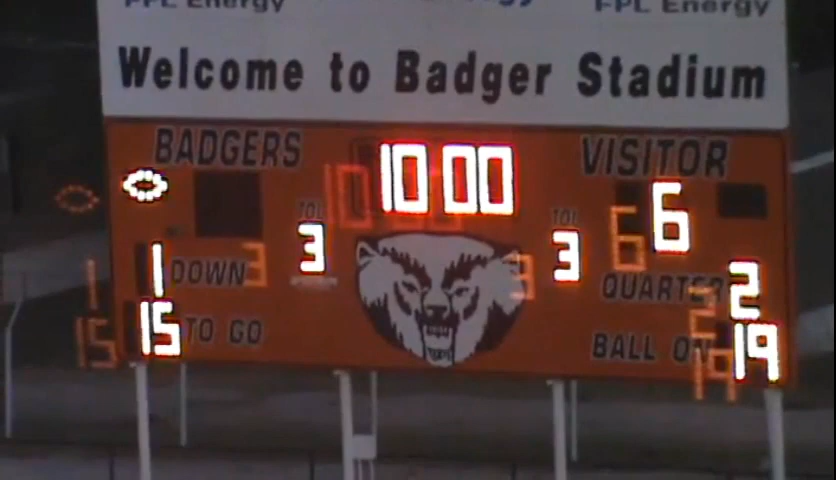 FPL Energy FPL Energy
Welcome to Badger Stadium
BADGERS 10 00 VISITOR
TOL TOL 6
3 3
1 DOWN QUARTER 2
15 TO GO BALL ON 19